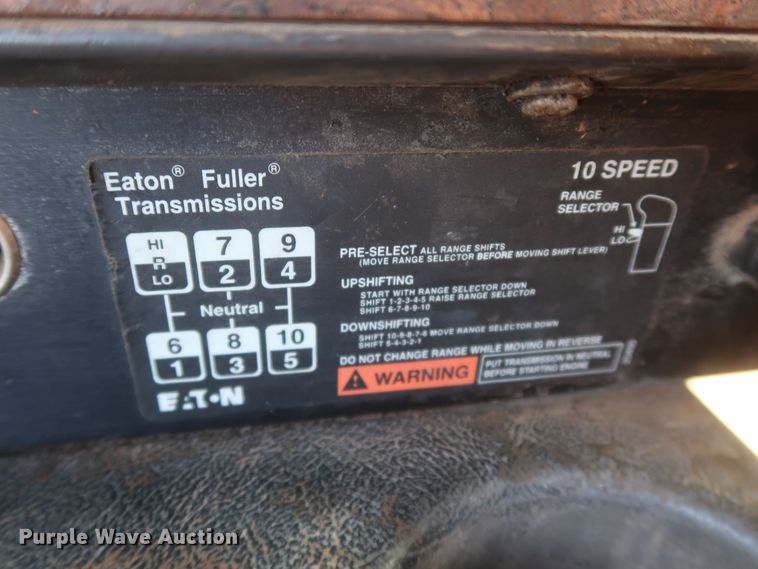 Eaton® Fuller®
Transmissions
10 SPEED
RANGE
SELECTOR
HI
LO
HI
R
LO
7
2
9
4
Neutral
6
1
8
3
10
5
EATON
PRE-SELECT ALL RANGE SHIFTS
(MOVE RANGE SELECTOR BEFORE MOVING SHIFT LEVER)
UPSHIFTING
START WITH RANGE SELECTOR DOWN
SHIFT 1-2-3-4-5 RAISE RANGE SELECTOR
SHIFT 6-7-8-9-10
DOWNSHIFTING
SHIFT 10-9-8-7-6 MOVE RANGE SELECTOR DOWN
SHIFT 5-4-3-2-1
DO NOT CHANGE RANGE WHILE MOVING IN REVERSE
WARNING
PUT TRANSMISSION IN NEUTRAL
BEFORE STARTING ENGINE
Purple Wave Auction